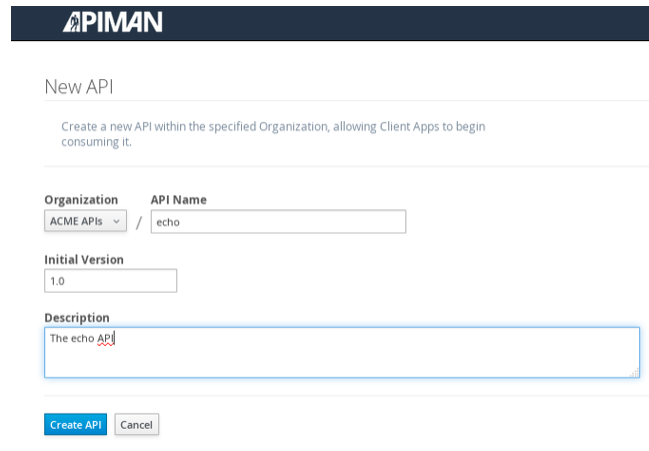 APIMAN
New API
Create a new API within the specified Organization, allowing Client Apps to begin
consuming it.
Organization API Name
ACME APIs / echo
Initial Version
1.0
Description
The echo API
Create API Cancel